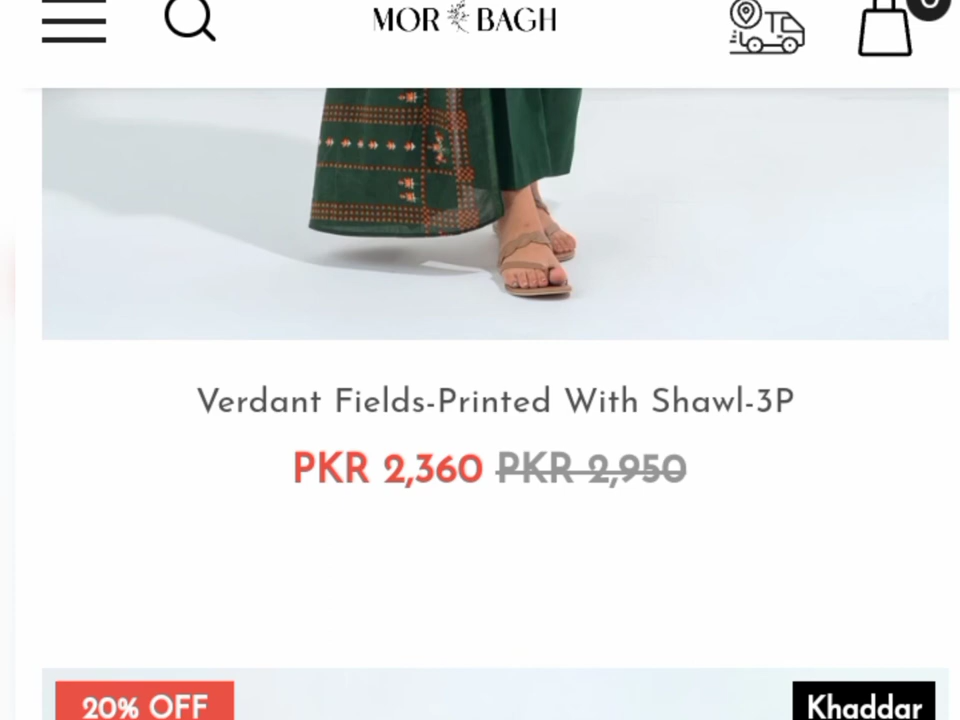 MOR BAGH
Verdant Fields-Printed With Shawl-3P
PKR 2,360 PKR 2,950
20% OFF
Khaddar